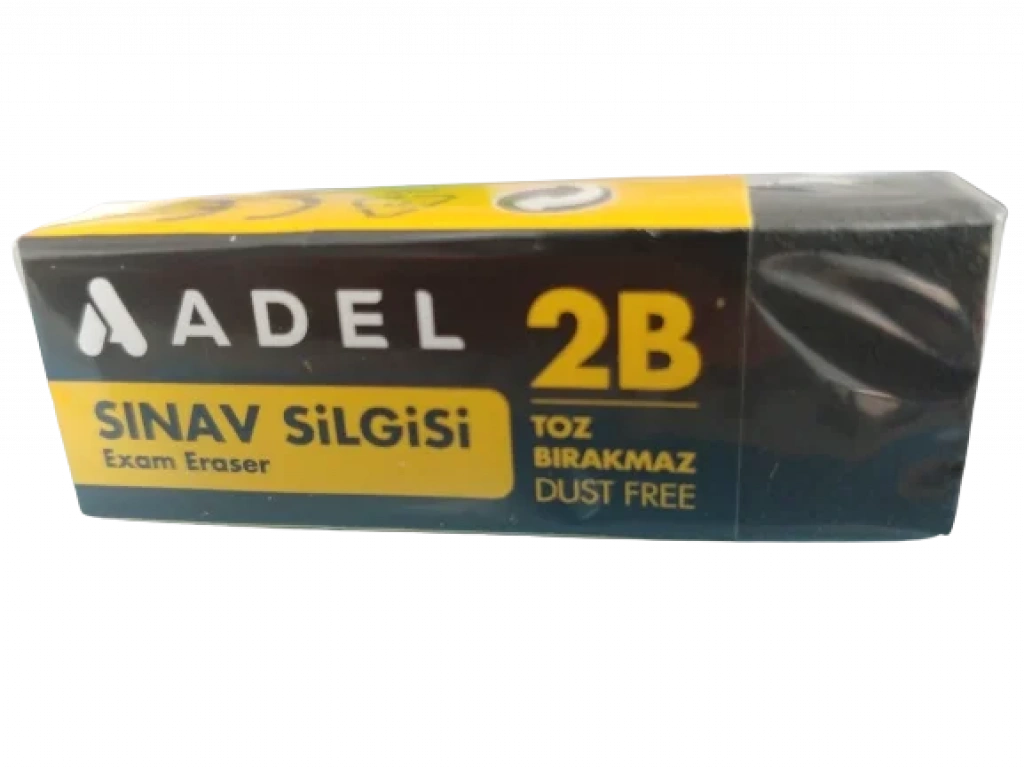 ADEL
SINAV SiLGiSi
Exam Eraser
2B
TOZ
BIRAKMAZ
DUST FREE